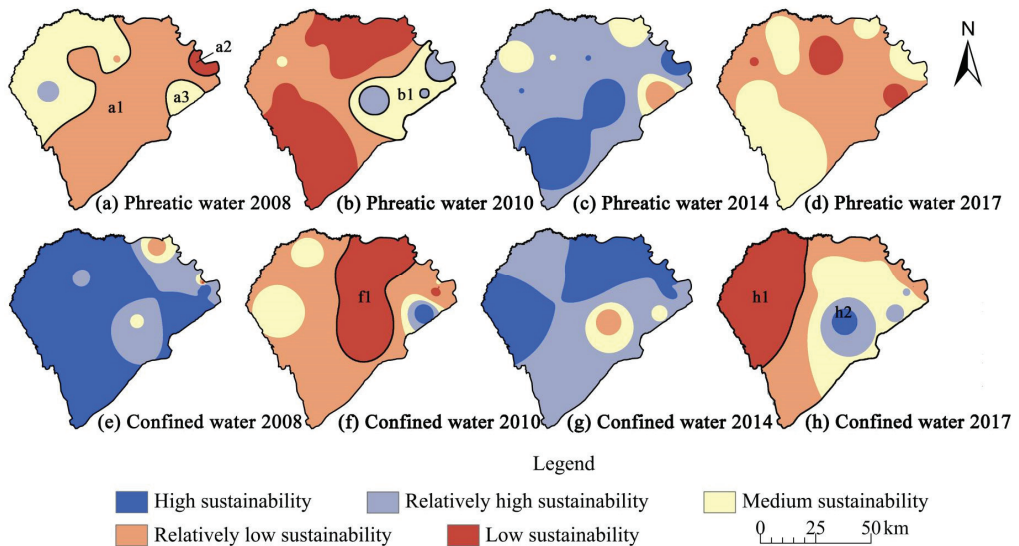 N
a1
a2
a3
b1
(a) Phreatic water 2008
(b) Phreatic water 2010
(c) Phreatic water 2014
(d) Phreatic water 2017
f1
h1
h2
(e) Confined water 2008
(f) Confined water 2010
(g) Confined water 2014
(h) Confined water 2017
Legend
High sustainability
Relatively high sustainability
Medium sustainability
Relatively low sustainability
Low sustainability
0 25 50 km